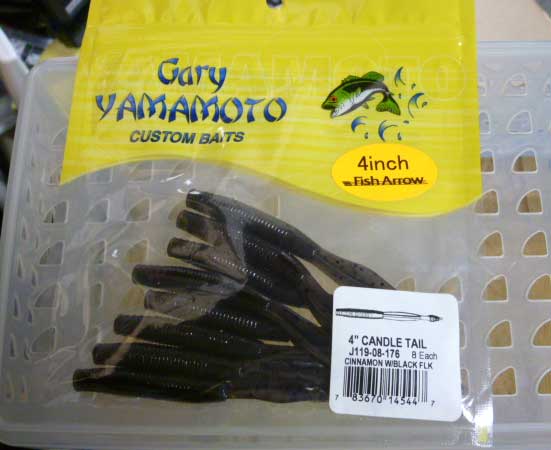 Gary
YAMAMOTO
CUSTOM BAITS
YAMAMOTO
4inch
Fish Arrow
4" CANDLE TAIL
J119-08-176 8 Each
CINNAMON W/BLACK FLK
7 83670 14544 7